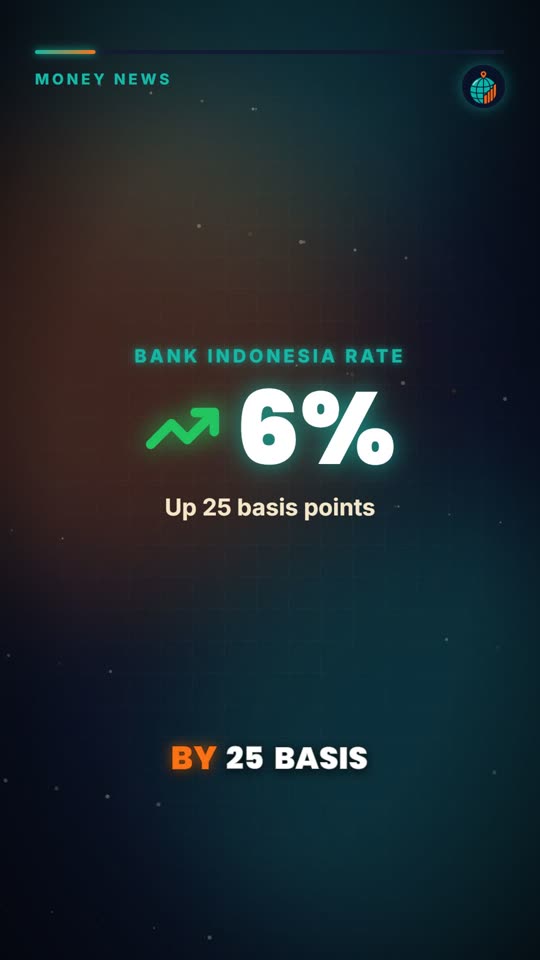 MONEY NEWS
BANK INDONESIA RATE
6%
Up 25 basis points
BY 25 BASIS